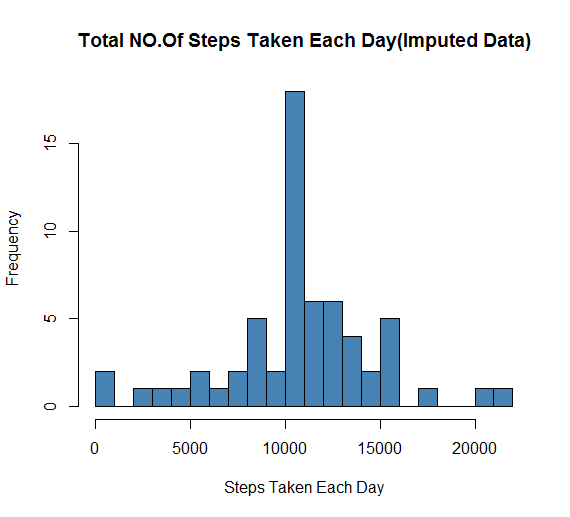 Total NO.Of Steps Taken Each Day(Imputed Data)
15
10
5
0
Frequency
0 5000 10000 15000 20000
Steps Taken Each Day